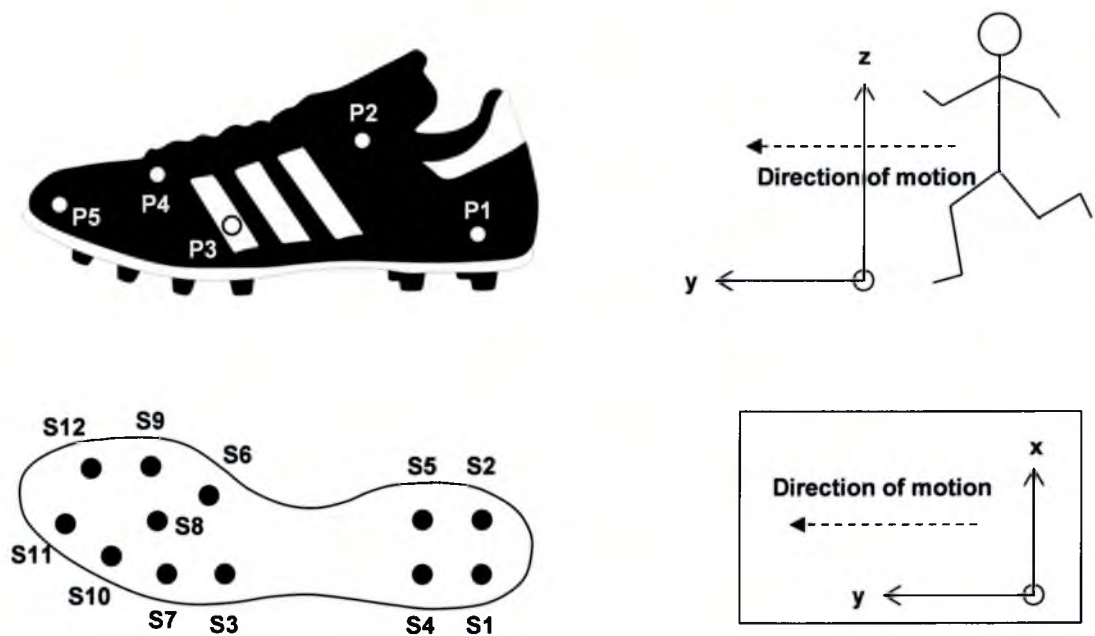 P2
P4
P5
P3
P1
z
Direction of motion
y
S12
S9
S6
S5
S2
S8
S11
S10
S7
S3
S4
S1
x
Direction of motion
y